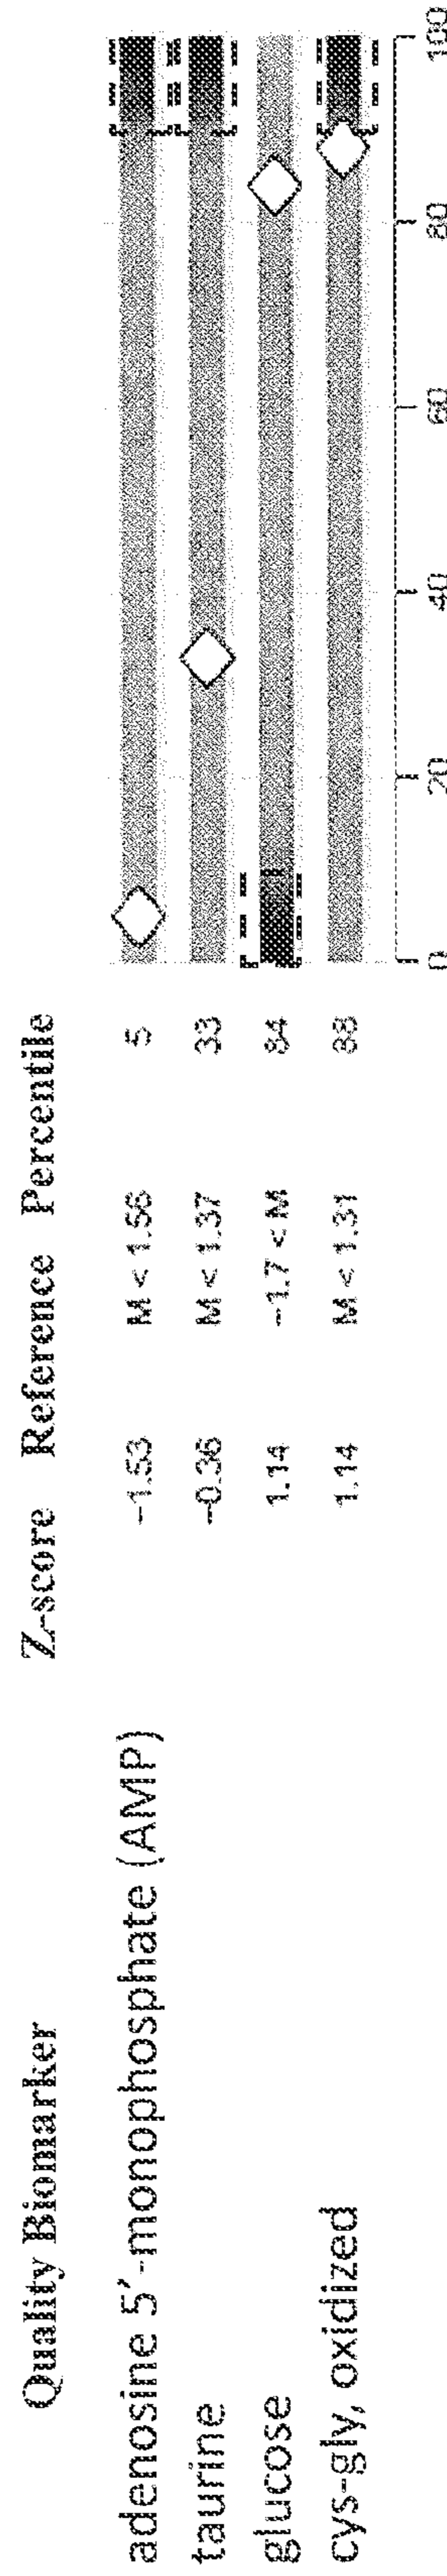 Quality Biomarker Z-score Reference Percentile
adenosine 5'-monophosphate (AMP) -1.53 M < 1.56 5
taurine -0.36 M < 1.37 33
glucose 1.14 -1.7 < M 84
cys-gly, oxidized 1.14 M < 1.31 88
0 20 40 60 80 100